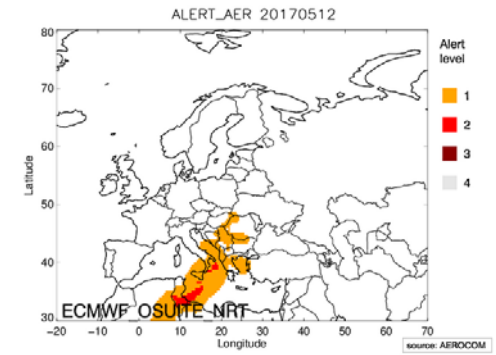 ALERT_AER 20170512
Alert
level
1
2
3
4
80
70
60
50
40
30
Latitude
ECMWF_OSUITE_NRT
-20 -10 0 10 20 30 40 50 60 70
Longitude
source: AEROCOM